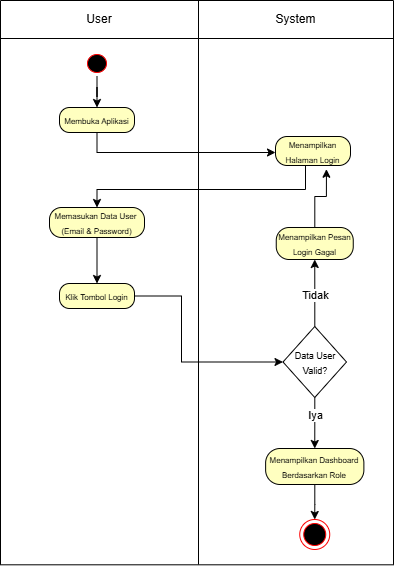 User
System
Membuka Aplikasi
Menampilkan
Halaman Login
Memasukan Data User
(Email & Password)
Menampilkan Pesan
Login Gagal
Klik Tombol Login
Tidak
Data User
Valid?
Iya
Menampilkan Dashboard
Berdasarkan Role